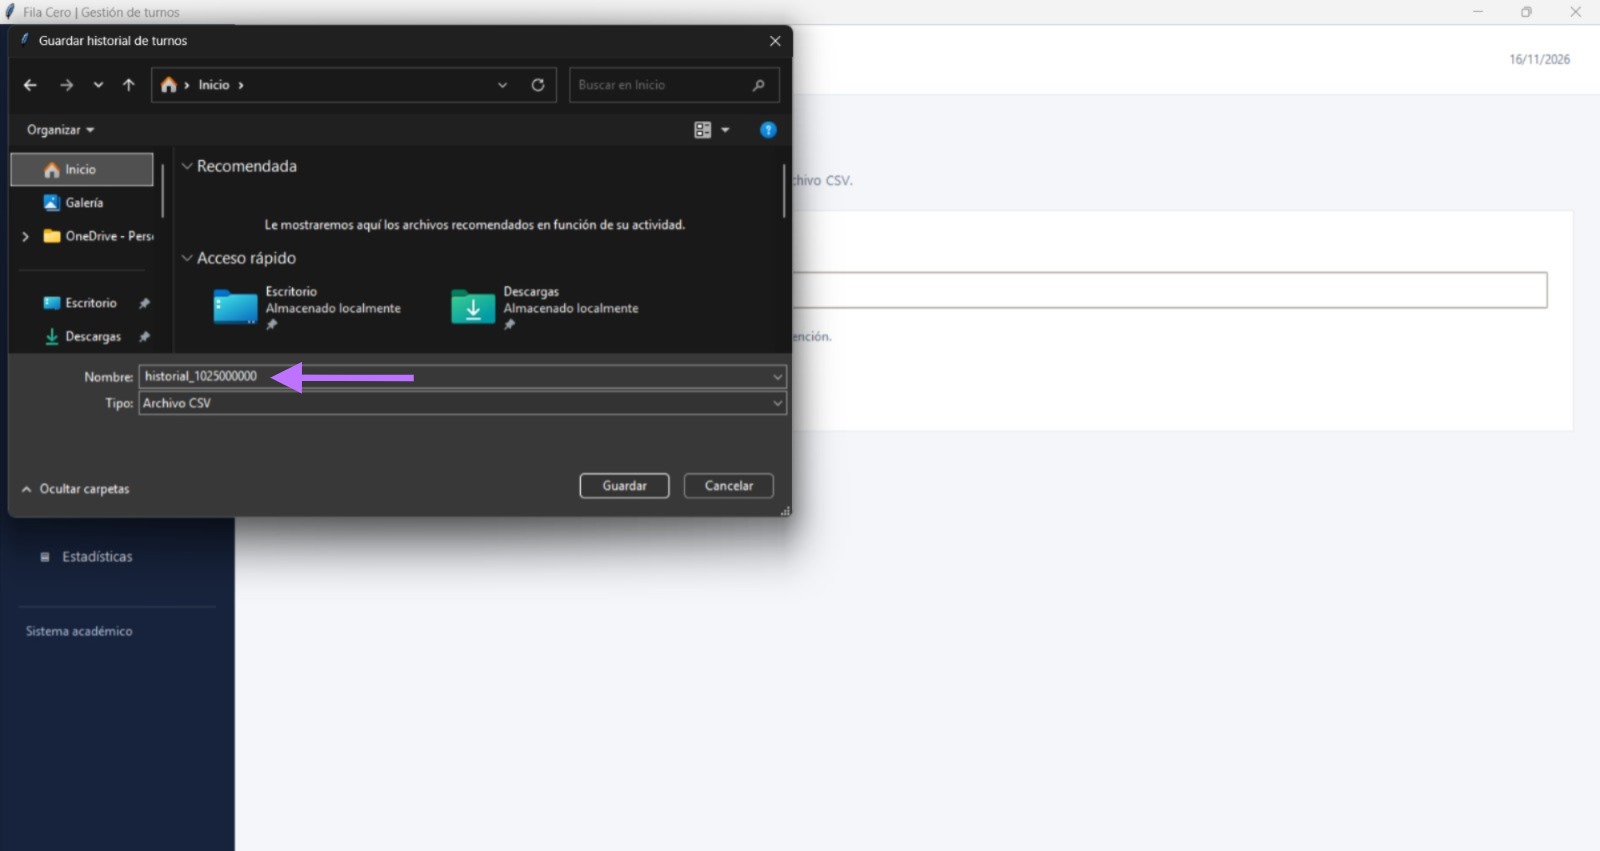 Fila Cero | Gestión de turnos
Guardar historial de turnos
16/11/2026
Inicio
Buscar en Inicio
Organizar
Inicio
Galería
OneDrive - Pers
Escritorio
Descargas
Recomendada
Le mostraremos aquí los archivos recomendados en función de su actividad.
Acceso rápido
Escritorio
Almacenado localmente
Descargas
Almacenado localmente
chivo CSV.
ención.
Nombre: historial_1025000000
Tipo: Archivo CSV
Ocultar carpetas
Guardar
Cancelar
Estadísticas
Sistema académico